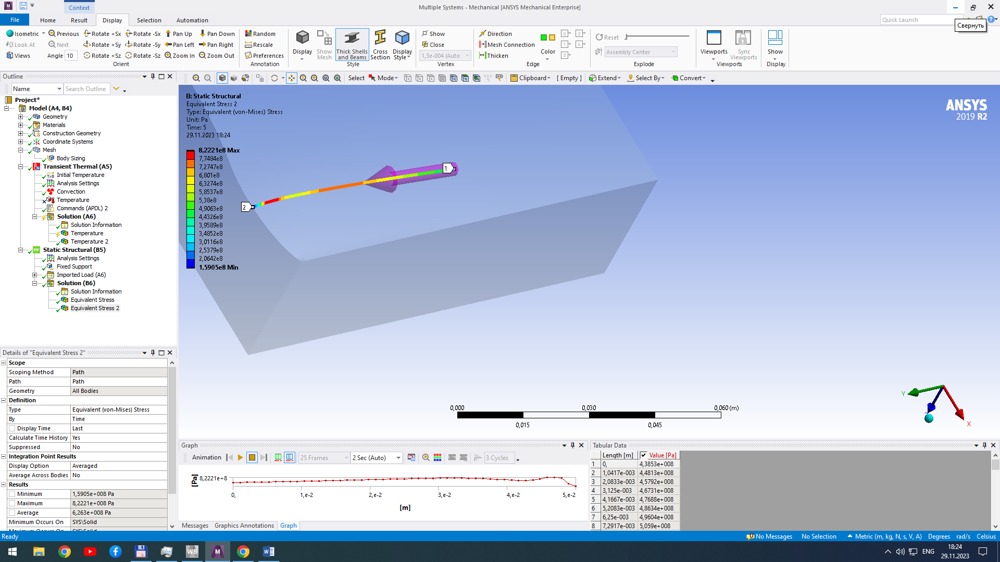 Context
Multiple Systems - Mechanical [ANSYS Mechanical Enterprise]
File Home Result Display Selection Automation
Quick Launch
Свернуть
Isometric Previous Rotate +Sx Rotate -Sx Pan Up Pan Down
Look At Next Rotate +Sy Rotate -Sy Pan Left Pan Right
Views Angle 10 Rotate +Sz Rotate -Sz Zoom In Zoom Out
Orient
Random
Rescale
Preferences
Annotation
Display
Show Mesh
Thick Shells and Beams
Cross Section
Display Style
Style
Show
Close
1,3e-004 (Auto
Vertex
Direction
Mesh Connection
Thicken
Color
Edge
Reset
Assembly Center
Explode
Viewports
Sync Viewports
Viewports
Show
Display
Outline
Select Mode Clipboard [ Empty ] Extend Select By Convert
Name Search Outline
Project*
Model (A4, B4)
Geometry
Materials
Construction Geometry
Coordinate Systems
Mesh
Body Sizing
Transient Thermal (A5)
Initial Temperature
Analysis Settings
Convection
Temperature
Commands (APDL) 2
Solution (A6)
Solution Information
Temperature
Temperature 2
Static Structural (B5)
Analysis Settings
Fixed Support
Imported Load (A6)
Solution (B6)
Solution Information
Equivalent Stress
Equivalent Stress 2
B: Static Structural
Equivalent Stress 2
Type: Equivalent (von-Mises) Stress
Unit: Pa
Time: 5
29.11.2023 18:24
8,2221e8 Max
7,7484e8
7,2747e8
6,801e8
6,3274e8
5,8537e8
5,38e8
4,9063e8
4,4326e8
3,9589e8
3,4852e8
3,0116e8
2,5379e8
2,0642e8
1,5905e8 Min
1
2
ANSYS
2019 R2
0,000 0,030 0,060 (m)
0,015 0,045
Y
X
Details of "Equivalent Stress 2"
Scope
Scoping Method Path
Path Path
Geometry All Bodies
Definition
Type Equivalent (von-Mises) Stress
By Time
Display Time Last
Calculate Time History Yes
Suppressed No
Integration Point Results
Display Option Averaged
Average Across Bodies No
Results
Minimum 1,5905e+008 Pa
Maximum 8,2221e+008 Pa
Average 6,263e+008 Pa
Minimum Occurs On SYS\Solid
Graph
Animation 25 Frames 2 Sec (Auto) 3 Cycles
[Pa]
8,2221e+8
0, 1,e-2 2,e-2 3,e-2 4,e-2 5,e-2
[m]
Messages Graphics Annotations Graph
Tabular Data
Length [m] Value [Pa]
1 0, 4,3853e+008
2 1,0417e-003 4,4813e+008
3 2,0833e-003 4,5792e+008
4 3,125e-003 4,6731e+008
5 4,1667e-003 4,7688e+008
6 5,2083e-003 4,8634e+008
7 6,25e-003 4,9604e+008
8 7,2917e-003 5,059e+008
Ready
0 No Messages No Selection Metric (m, kg, N, s, V, A) Degrees rad/s Celsius
WB M
ENG
18:24
29.11.2023